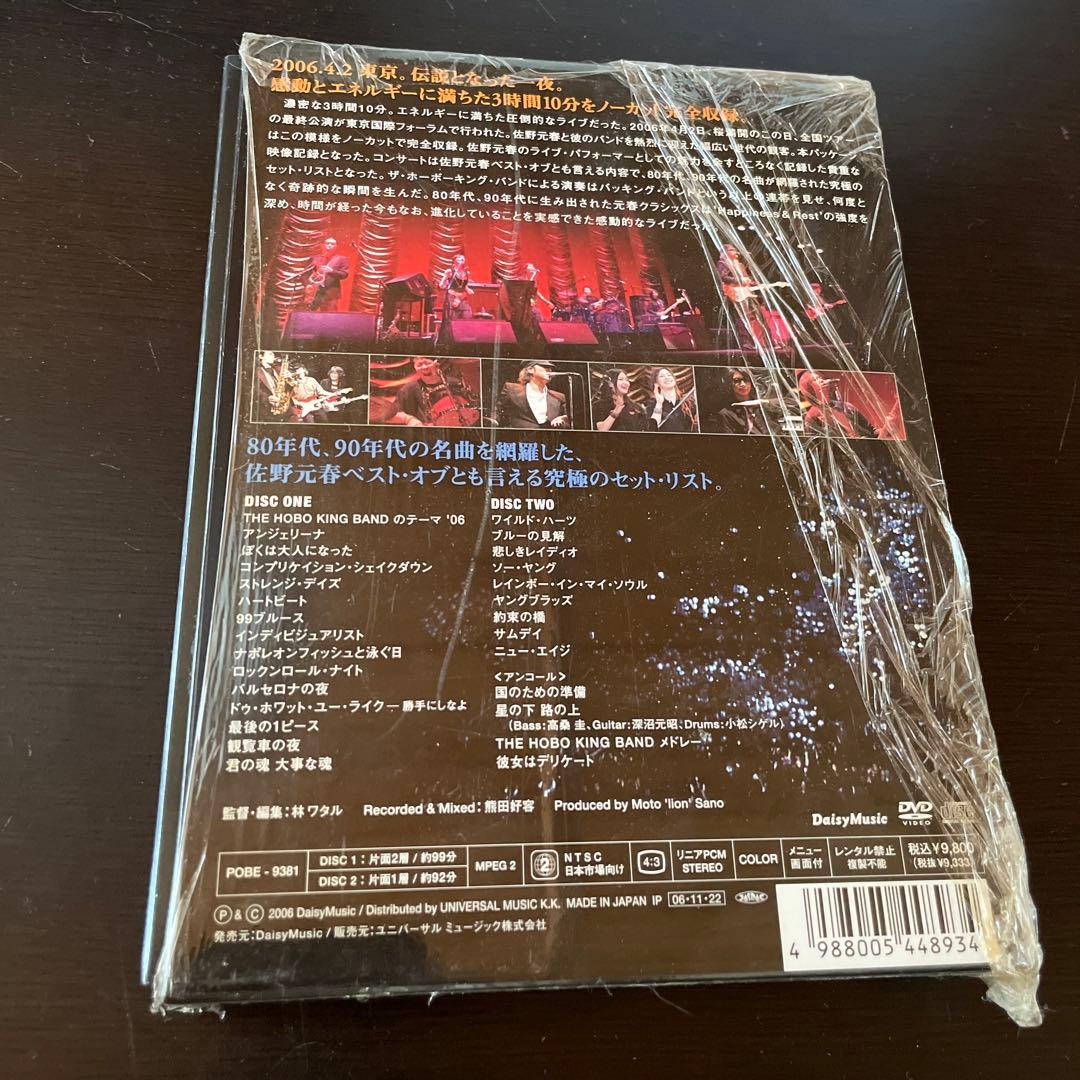 2006.4.2 東京。伝説となった一夜。
感動とエネルギーに満ちた3時間10分をノーカット完全収録。
濃密な3時間10分。エネルギーに満ちた圧倒的なライブだった。2006年4月2日、桜満開のこの日、全国ツアー
の最終公演が東京国際フォーラムで行われた。佐野元春と彼のバンドを熱烈に迎えた幅広い世代の観客。本パッケージ
はこの模様をノーカットで完全収録。佐野元春のライブ・パフォーマーとしての魅力を余すところなく記録した貴重な
映像記録となった。コンサートは佐野元春ベスト・オブとも言える内容で、80年代、90年代の名曲が網羅された究極の
セット・リストとなった。ザ・ホーボーキング・バンドによる演奏はバッキング・バンドという以上の連帯を見せ、何度と
なく奇跡的な瞬間を生んだ。80年代、90年代に生み出された元春クラシックスは'Happiness & Rest'の強度を
深め、時間が経った今もなお、進化していることを実感できた感動的なライブだった。
80年代、90年代の名曲を網羅した、
佐野元春ベスト・オブとも言える究極のセット・リスト。
DISC ONE
THE HOBO KING BAND のテーマ '06
アンジェリーナ
ぼくは大人になった
コンプリケイション・シェイクダウン
ストレンジ・デイズ
ハートビート
99ブルース
インディビジュアリスト
ナポレオンフィッシュと泳ぐ日
ロックンロール・ナイト
バルセロナの夜
ドゥ・ホワット・ユー・ライク ― 勝手にしなよ
最後の1ピース
観覧車の夜
君の魂 大事な魂
DISC TWO
ワイルド・ハーツ
ブルーの見解
悲しきレイディオ
ソー・ヤング
レインボー・イン・マイ・ソウル
ヤングブラッズ
約束の橋
サムデイ
ニュー・エイジ
<アンコール>
国のための準備
星の下 路の上
(Bass:高桑 圭、Guitar:深沼元昭、Drums:小松シゲル)
THE HOBO KING BAND メドレー
彼女はデリケート
監督・編集:林 ワタル Recorded & Mixed:熊田好容 Produced by Moto 'lion' Sano
DaisyMusic
DVD VIDEO
POBE - 9381
DISC 1:片面2層 / 約99分
DISC 2:片面1層 / 約92分
MPEG 2
2
NTSC
日本市場向け
4:3
リニアPCM
STEREO
COLOR
メニュー
画面付
レンタル禁止
複製不能
税込¥9,800
(税抜¥9,333)
Ⓟ & Ⓒ 2006 DaisyMusic / Distributed by UNIVERSAL MUSIC K.K. MADE IN JAPAN IP 06・11・22
発売元:DaisyMusic / 販売元:ユニバーサル ミュージック株式会社
4 988005 448934